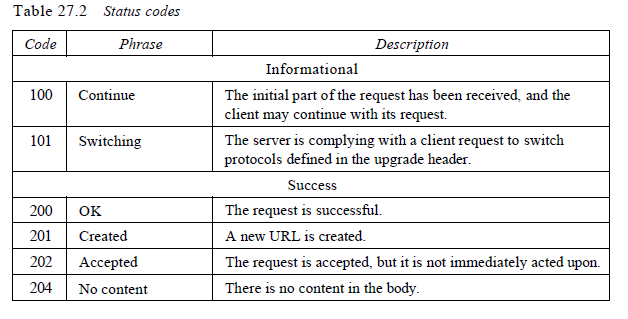 Table 27.2 Status codes
Code Phrase Description
Informational
100 Continue The initial part of the request has been received, and the
client may continue with its request.
101 Switching The server is complying with a client request to switch
protocols defined in the upgrade header.
Success
200 OK The request is successful.
201 Created A new URL is created.
202 Accepted The request is accepted, but it is not immediately acted upon.
204 No content There is no content in the body.